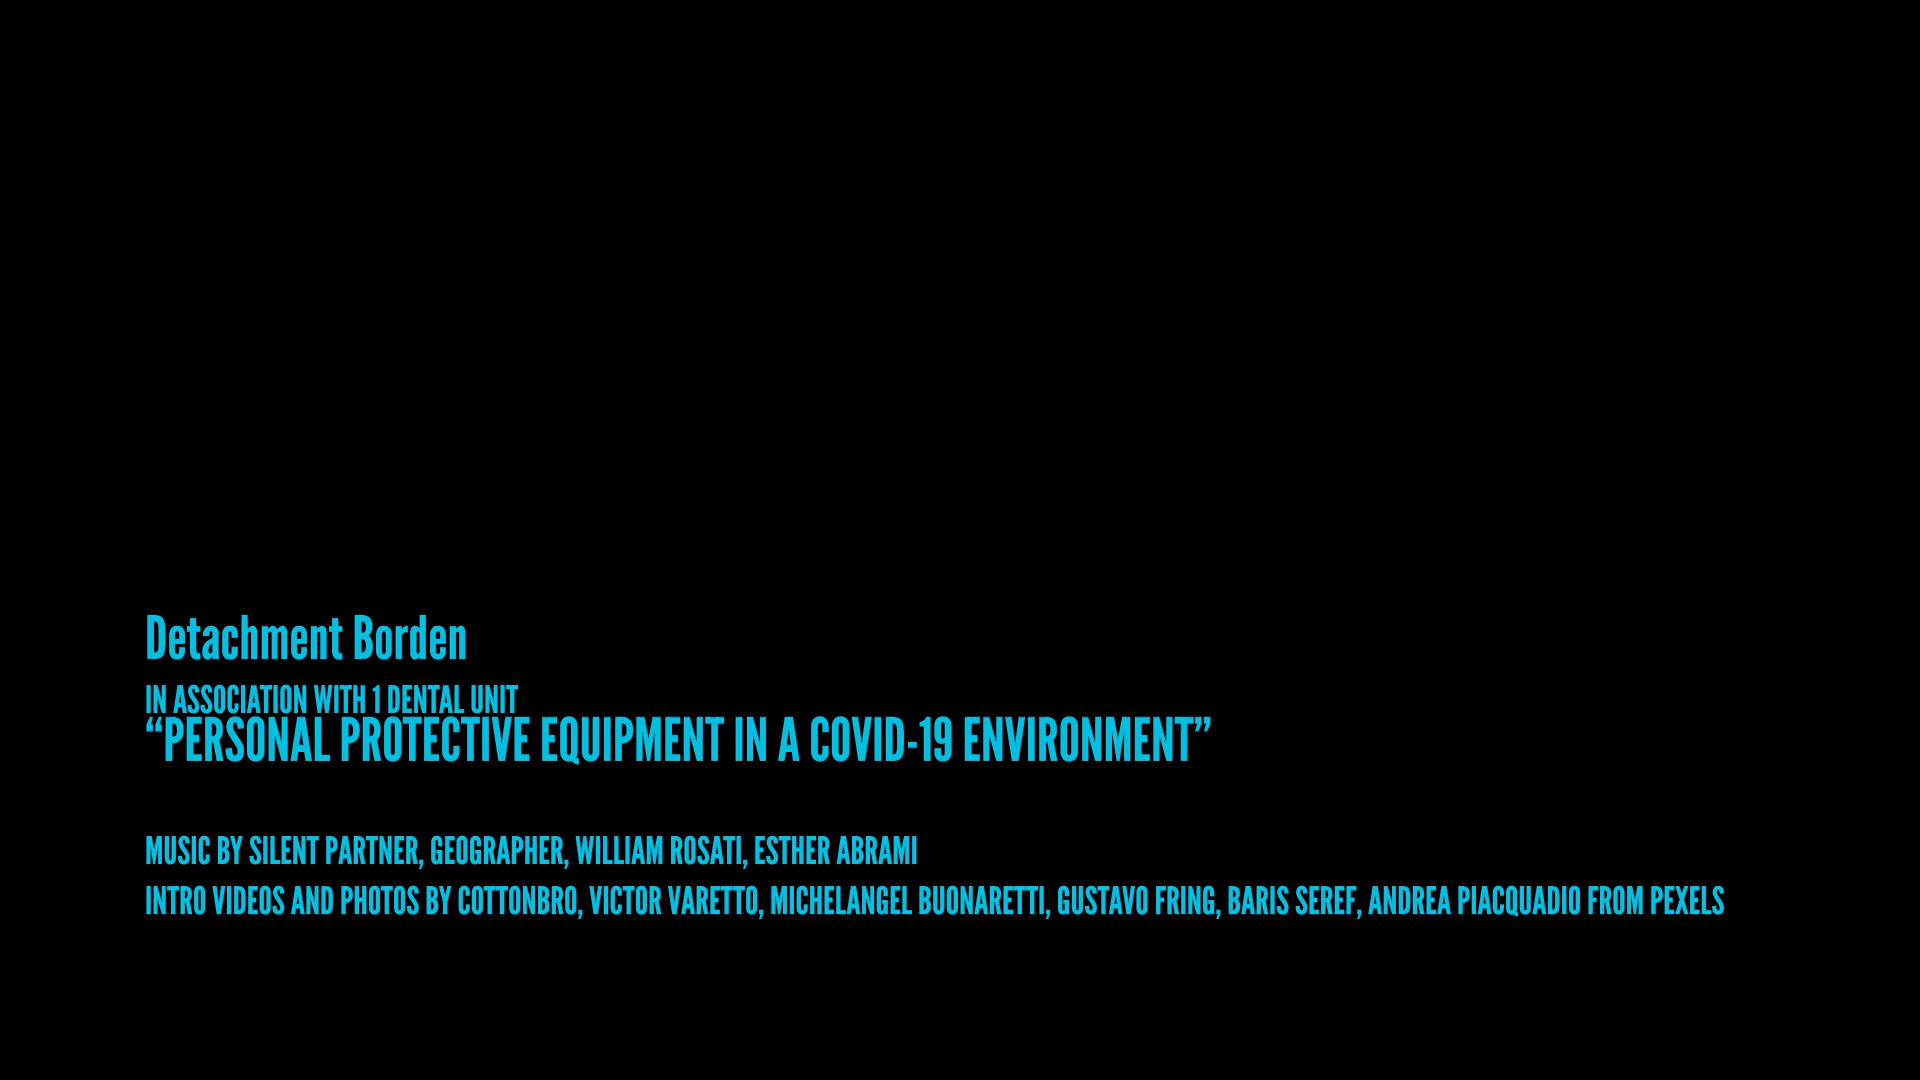 Detachment Borden
IN ASSOCIATION WITH 1 DENTAL UNIT
“PERSONAL PROTECTIVE EQUIPMENT IN A COVID-19 ENVIRONMENT”
MUSIC BY SILENT PARTNER, GEOGRAPHER, WILLIAM ROSATI, ESTHER ABRAMI
INTRO VIDEOS AND PHOTOS BY COTTONBRO, VICTOR VARETTO, MICHELANGEL BUONARETTI, GUSTAVO FRING, BARIS SEREF, ANDREA PIACQUADIO FROM PEXELS